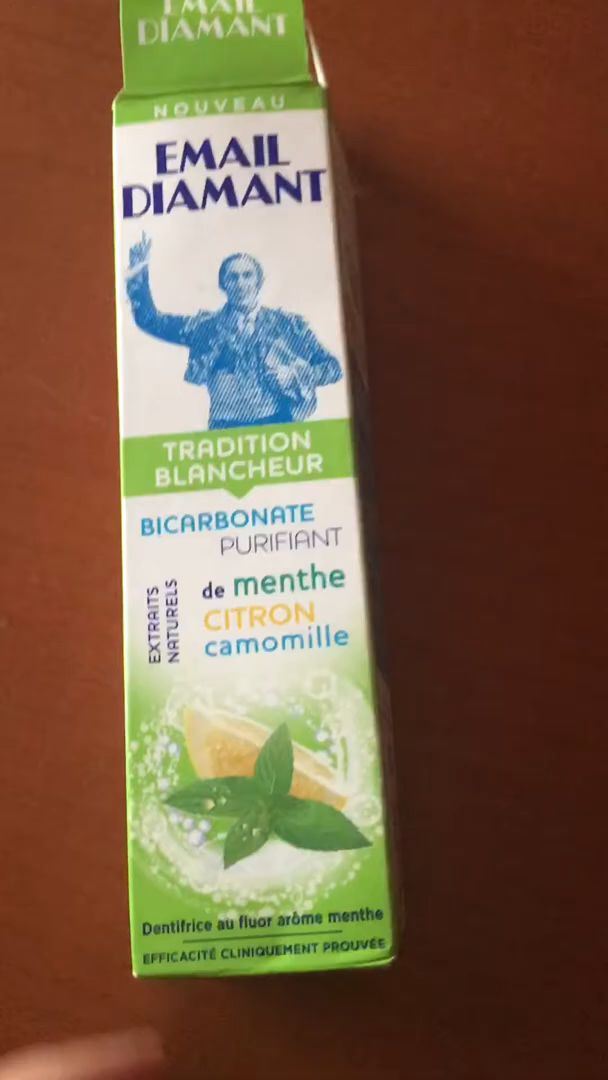 EMAIL
DIAMANT
NOUVEAU
EMAIL
DIAMANT
TRADITION
BLANCHEUR
BICARBONATE
PURIFIANT
EXTRAITS
NATURELS
de menthe
CITRON
camomille
Dentifrice au fluor arôme menthe
EFFICACITÉ CLINIQUEMENT PROUVÉE